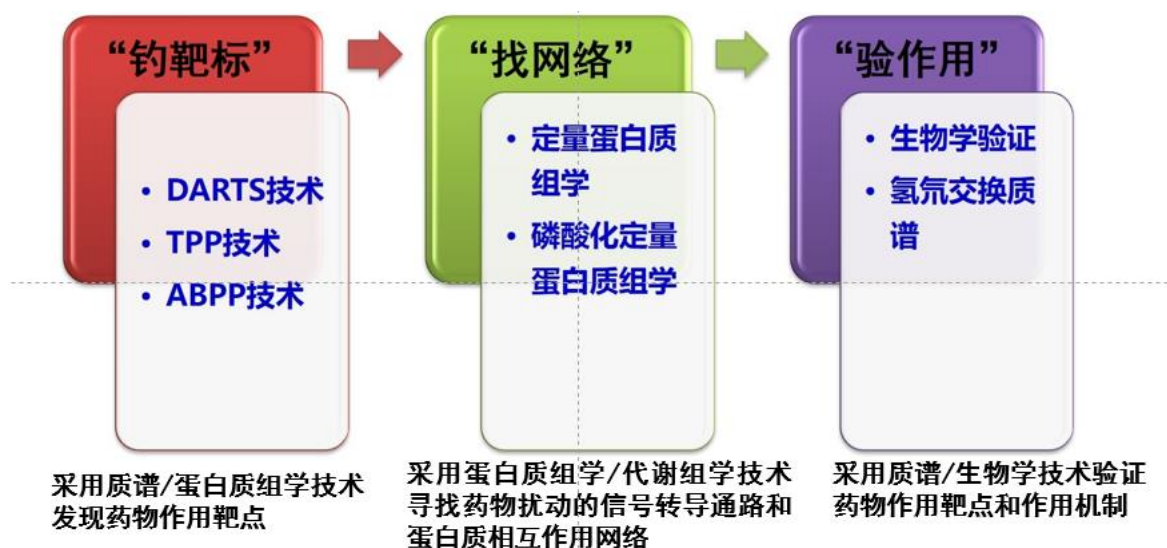 “钓靶标”
• DARTS技术
• TPP技术
• ABPP技术
采用质谱/蛋白质组学技术
发现药物作用靶点
“找网络”
• 定量蛋白质
组学
• 磷酸化定量
蛋白质组学
采用蛋白质组学/代谢组学技术
寻找药物扰动的信号转导通路和
蛋白质相互作用网络
“验作用”
• 生物学验证
• 氢氘交换质
谱
采用质谱/生物学技术验证
药物作用靶点和作用机制